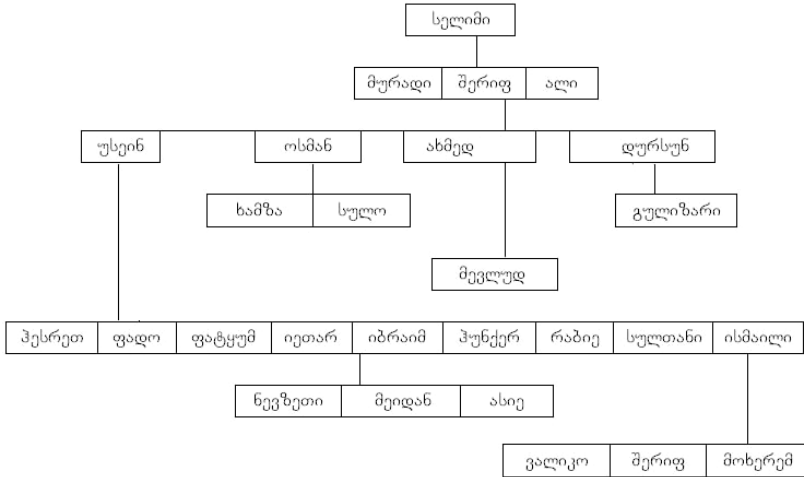 სელიმი
მურადი შერიფ ალი
უსეინ ოსმან ახმედ დურსუნ
ხამზა სულო გულიზარი
მევლუდ
ჰესრეთ ფადო ფატყუმ იეთარ იბრაიმ ჰუნქერ რაბიე სულთანი ისმაილი
ნევზეთი მეიდან ასიე
ვალიკო შერიფ მოხერემ